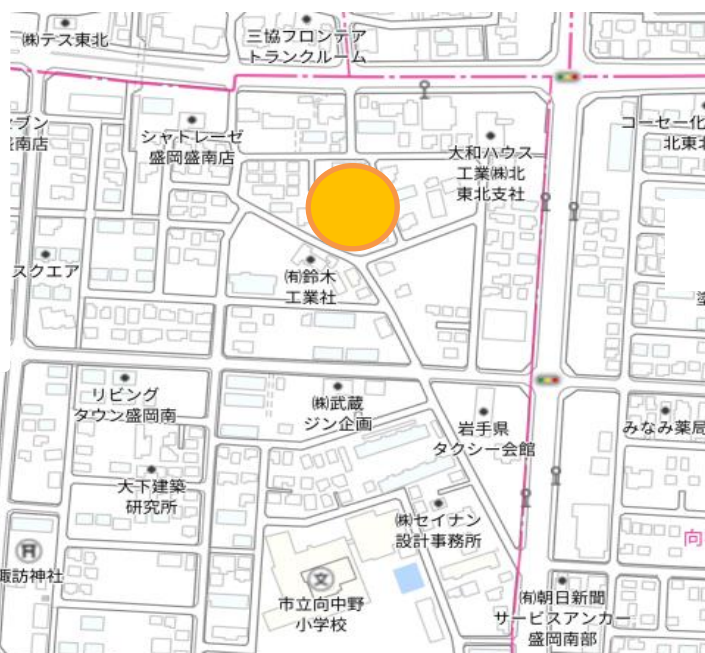 ㈱テス東北
三協フロンテア
トランクルーム
シャトレーゼ
盛岡盛南店
大和ハウス
工業㈱北
東北支社
コーセー化
北東北
セブン
盛南店
スクエア
㈲鈴木
工業社
リビング
タウン盛岡南
㈱武蔵
ジン企画
岩手県
タクシー会館
みなみ薬局
大下建築
研究所
㈱セイナン
設計事務所
向
諏訪神社
市立向中野
小学校
文
㈲朝日新聞
サービスアンカー
盛岡南部